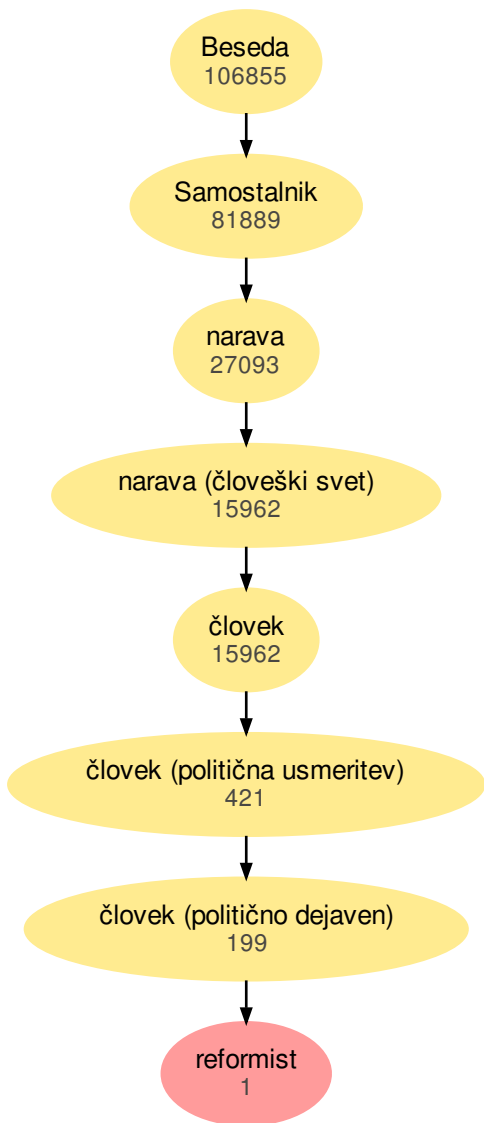 Beseda
106855
Samostalnik
81889
narava
27093
narava (človeški svet)
15962
človek
15962
človek (politična usmeritev)
421
človek (politično dejaven)
199
reformist
1